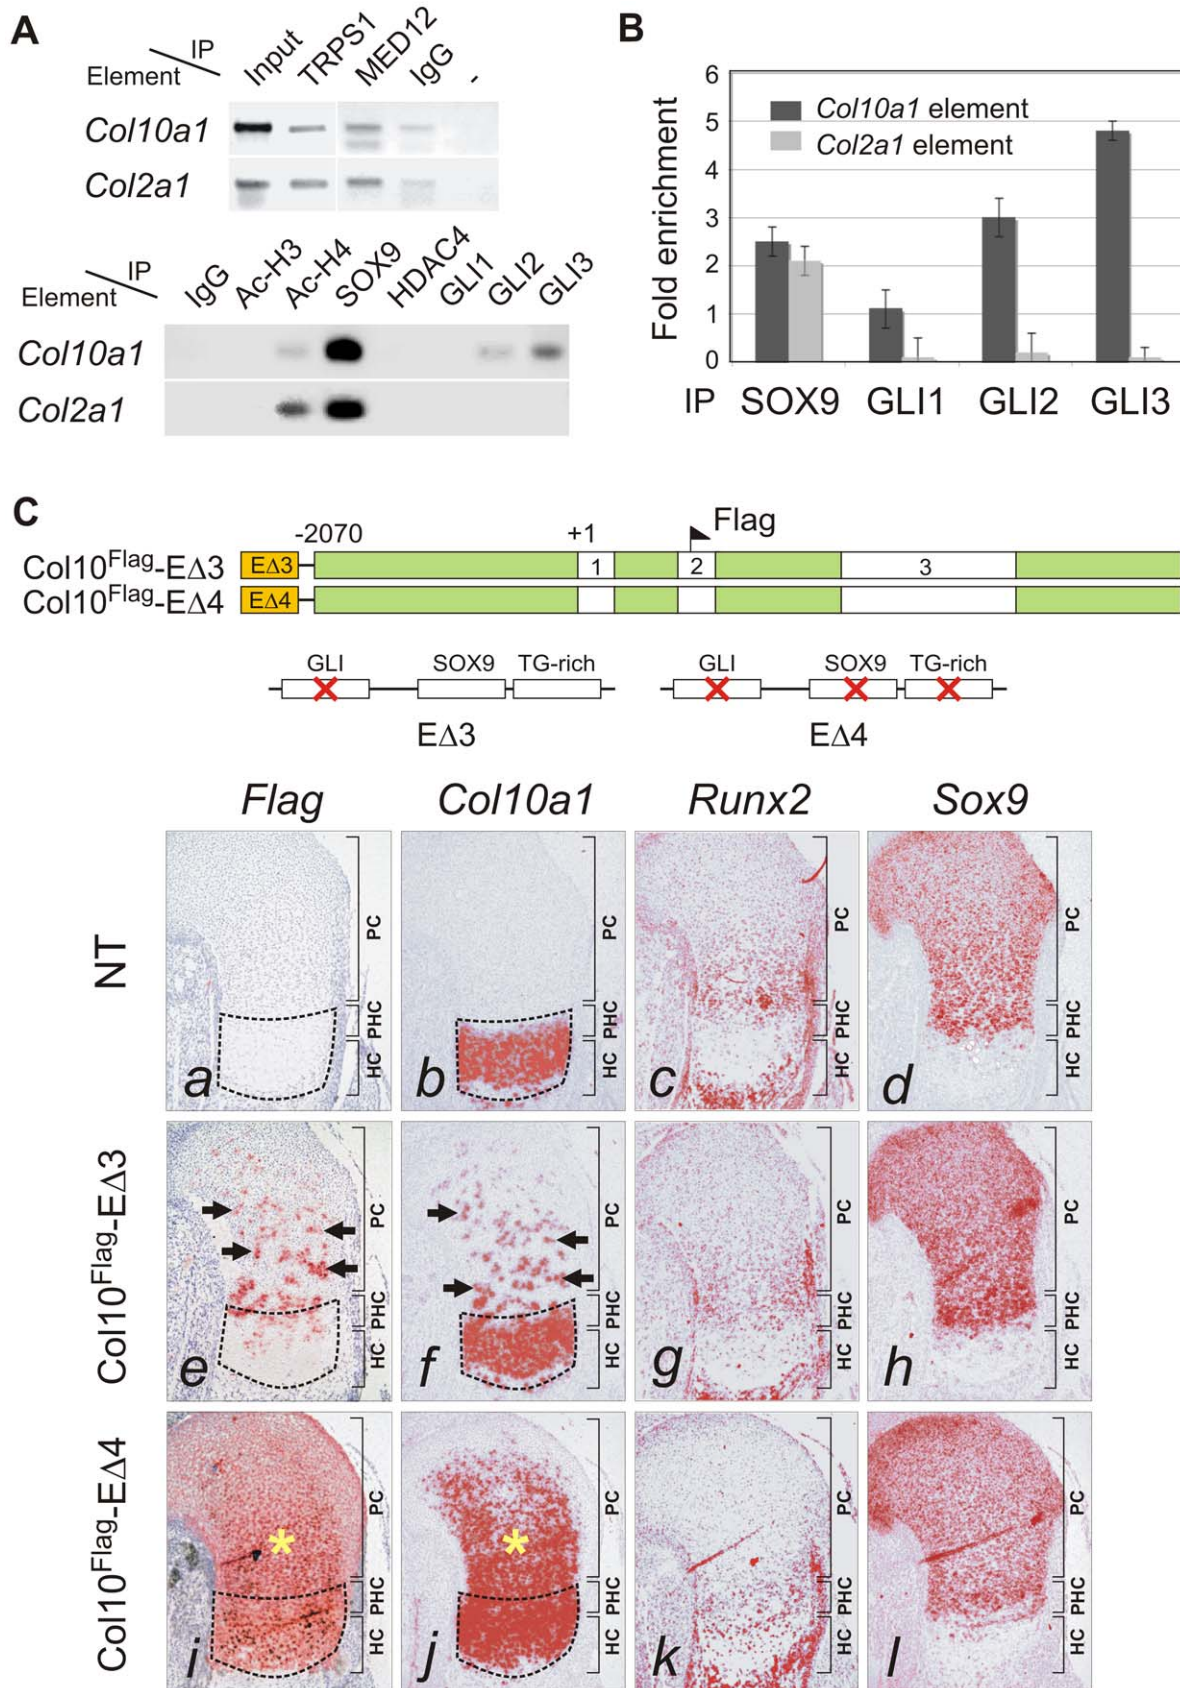 A
IP
Element
Input TRPS1 MED12 IgG -
Col10a1
Col2a1
IP
Element
IgG Ac-H3 Ac-H4 SOX9 HDAC4 GLI1 GLI2 GLI3
Col10a1
Col2a1
B
Fold enrichment
6
5
4
3
2
1
0
Col10a1 element
Col2a1 element
IP SOX9 GLI1 GLI2 GLI3
C
-2070 +1 Flag
Col10Flag-EΔ3 EΔ3 1 2 3
Col10Flag-EΔ4 EΔ4
GLI SOX9 TG-rich
EΔ3
GLI SOX9 TG-rich
EΔ4
Flag Col10a1 Runx2 Sox9
NT
a PC PHC HC
b PC PHC HC
c PC PHC HC
d PC PHC HC
Col10Flag-EΔ3
e PC PHC HC
f PC PHC HC
g PC PHC HC
h PC PHC HC
Col10Flag-EΔ4
i * PC PHC HC
j * PC PHC HC
k PC PHC HC
l PC PHC HC